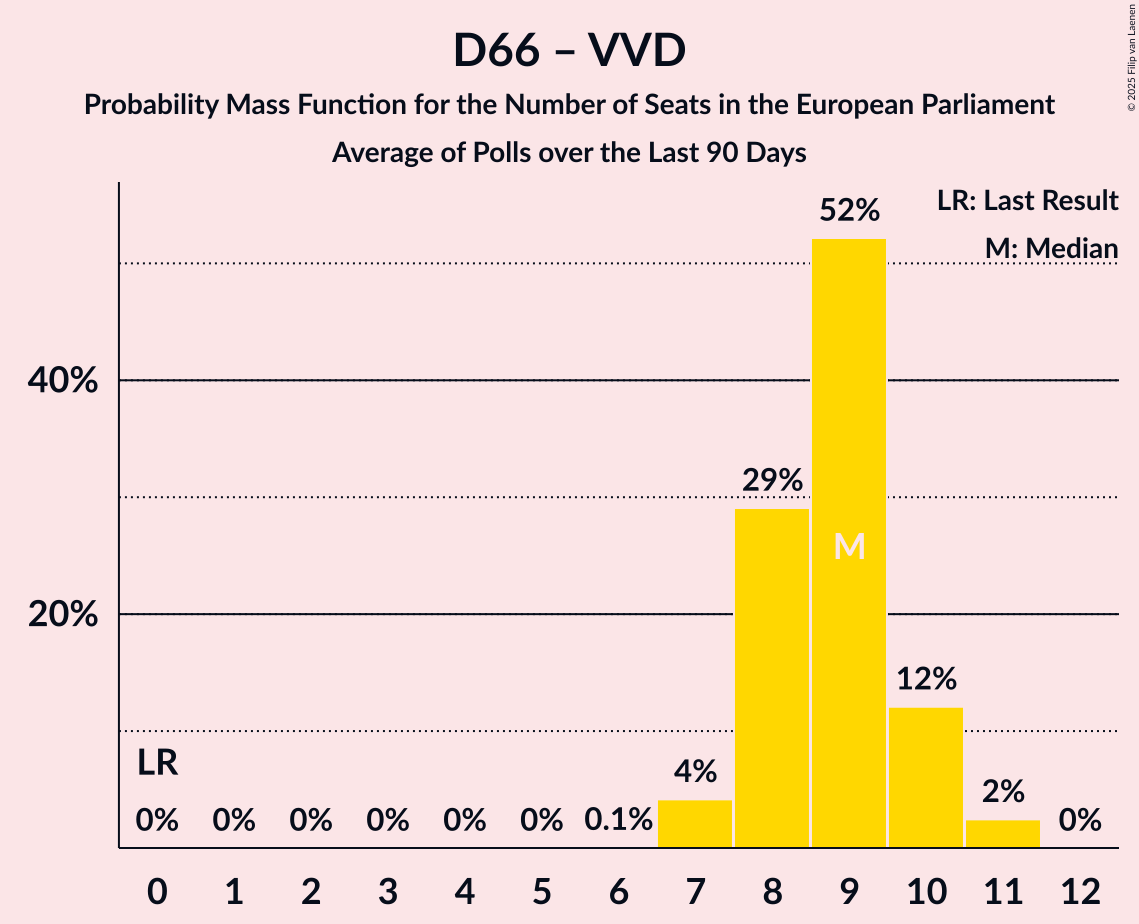 D66 – VVD
Probability Mass Function for the Number of Seats in the European Parliament
Average of Polls over the Last 90 Days
© 2025 Filip van Laenen
LR: Last Result
M: Median
52%
40%
29%
M
20%
12%
LR
4%
2%
0% 0% 0% 0% 0% 0% 0.1% 0%
0 1 2 3 4 5 6 7 8 9 10 11 12